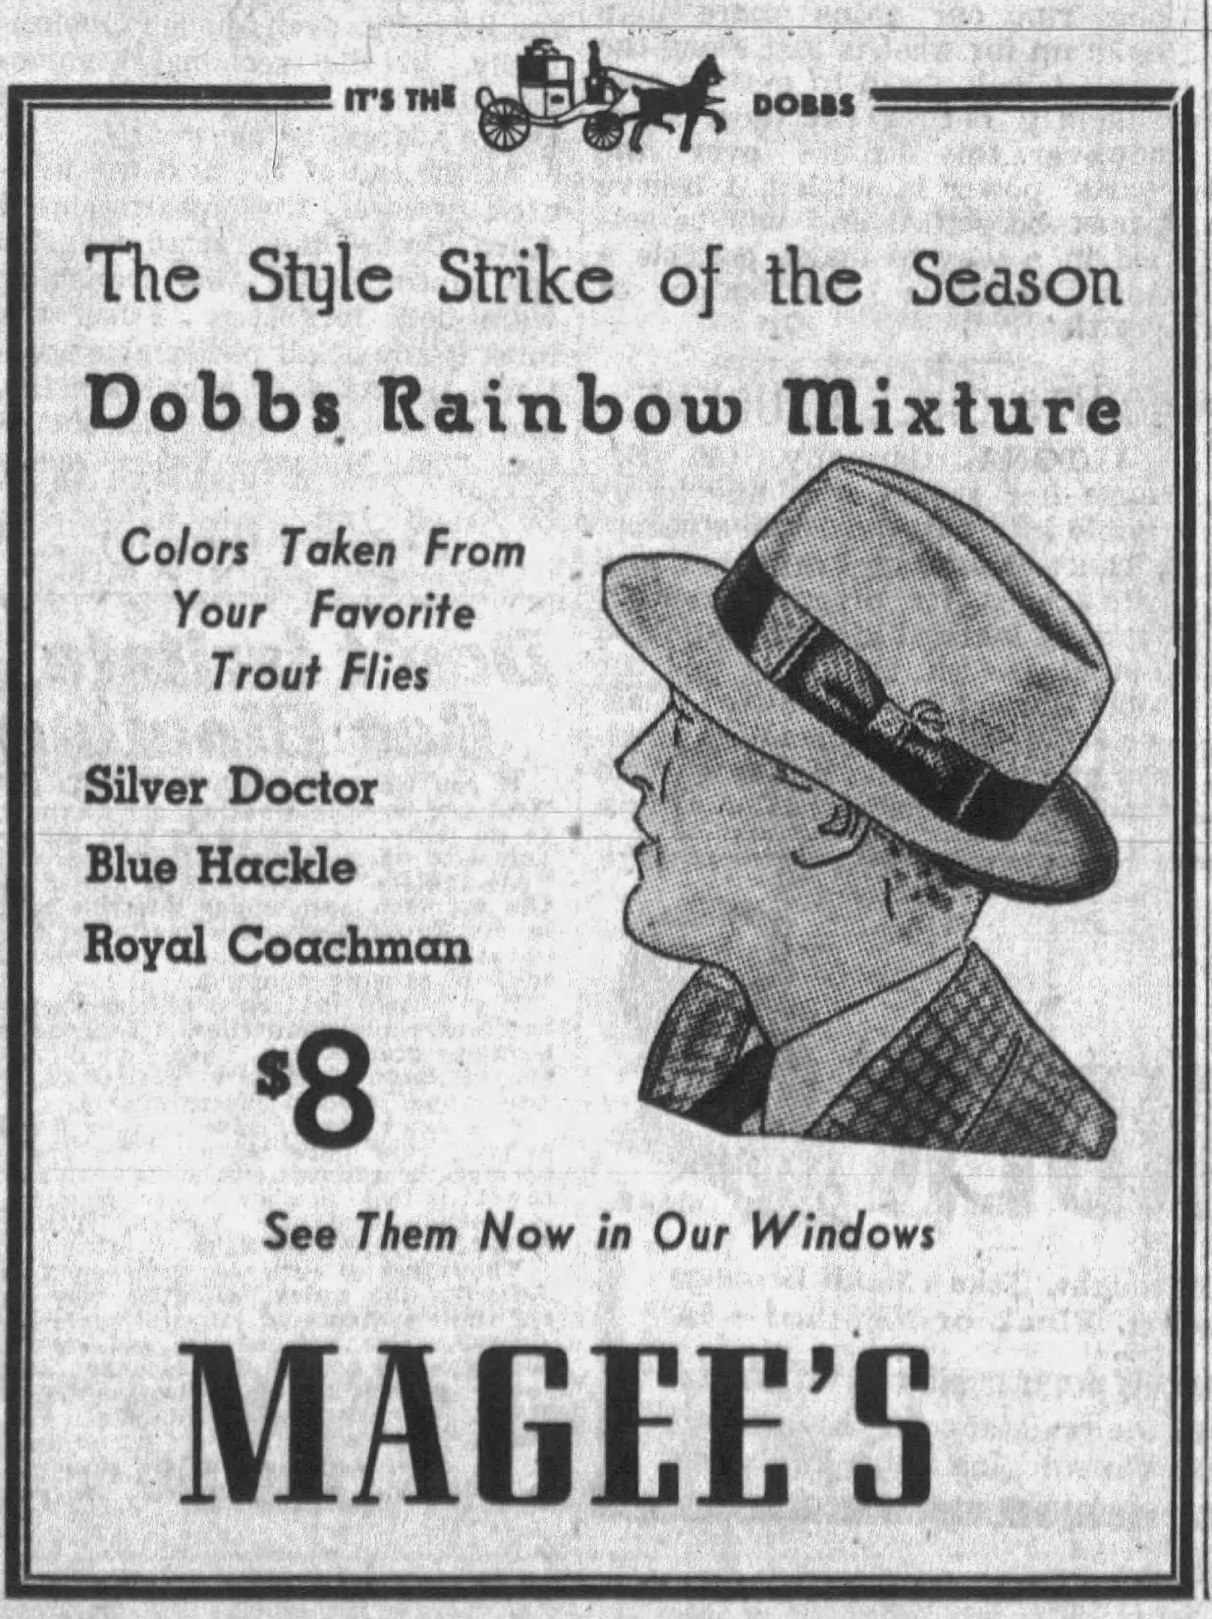 IT'S THE DOBBS
The Style Strike of the Season
Dobbs Rainbow Mixture
Colors Taken From
Your Favorite
Trout Flies
Silver Doctor
Blue Hackle
Royal Coachman
$8
See Them Now in Our Windows
MAGEE'S